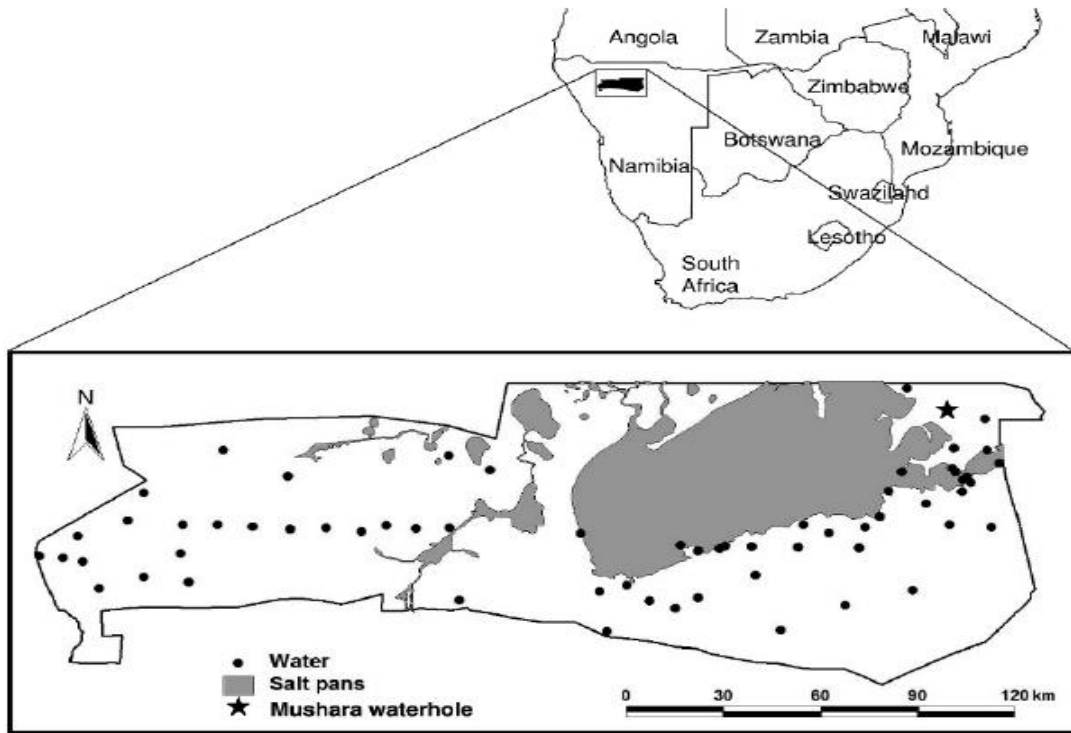 Angola
Zambia
Malawi
Zimbabwe
Botswana
Mozambique
Namibia
Swazilahd
Lesotho
South
Africa
N
Water
Salt pans
Mushara waterhole
0 30 60 90 120 km